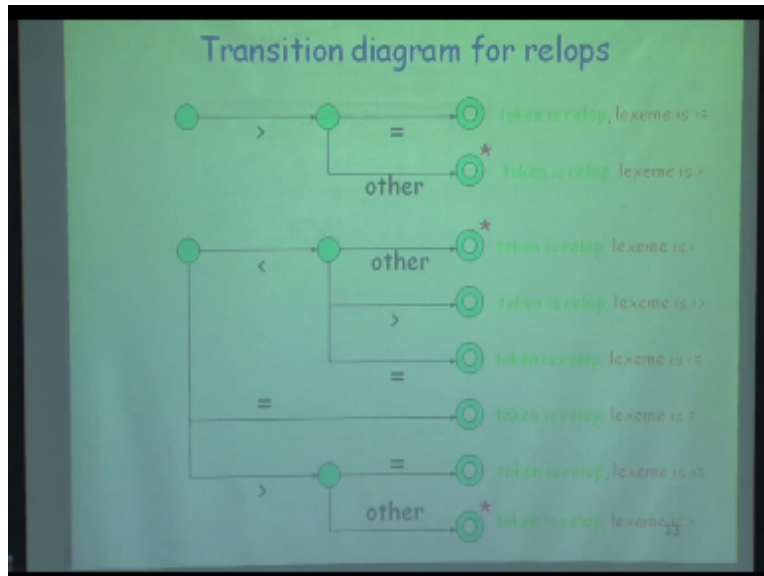 Transition diagram for relops
> = token is relop, lexeme is >=
other * token is relop, lexeme is >
< other * token is relop, lexeme is
> token is relop, lexeme is
= token is relop, lexeme is
= token is relop, lexeme is =
> = token is relop, lexeme is >=
other * token is relop, lexeme is >
33